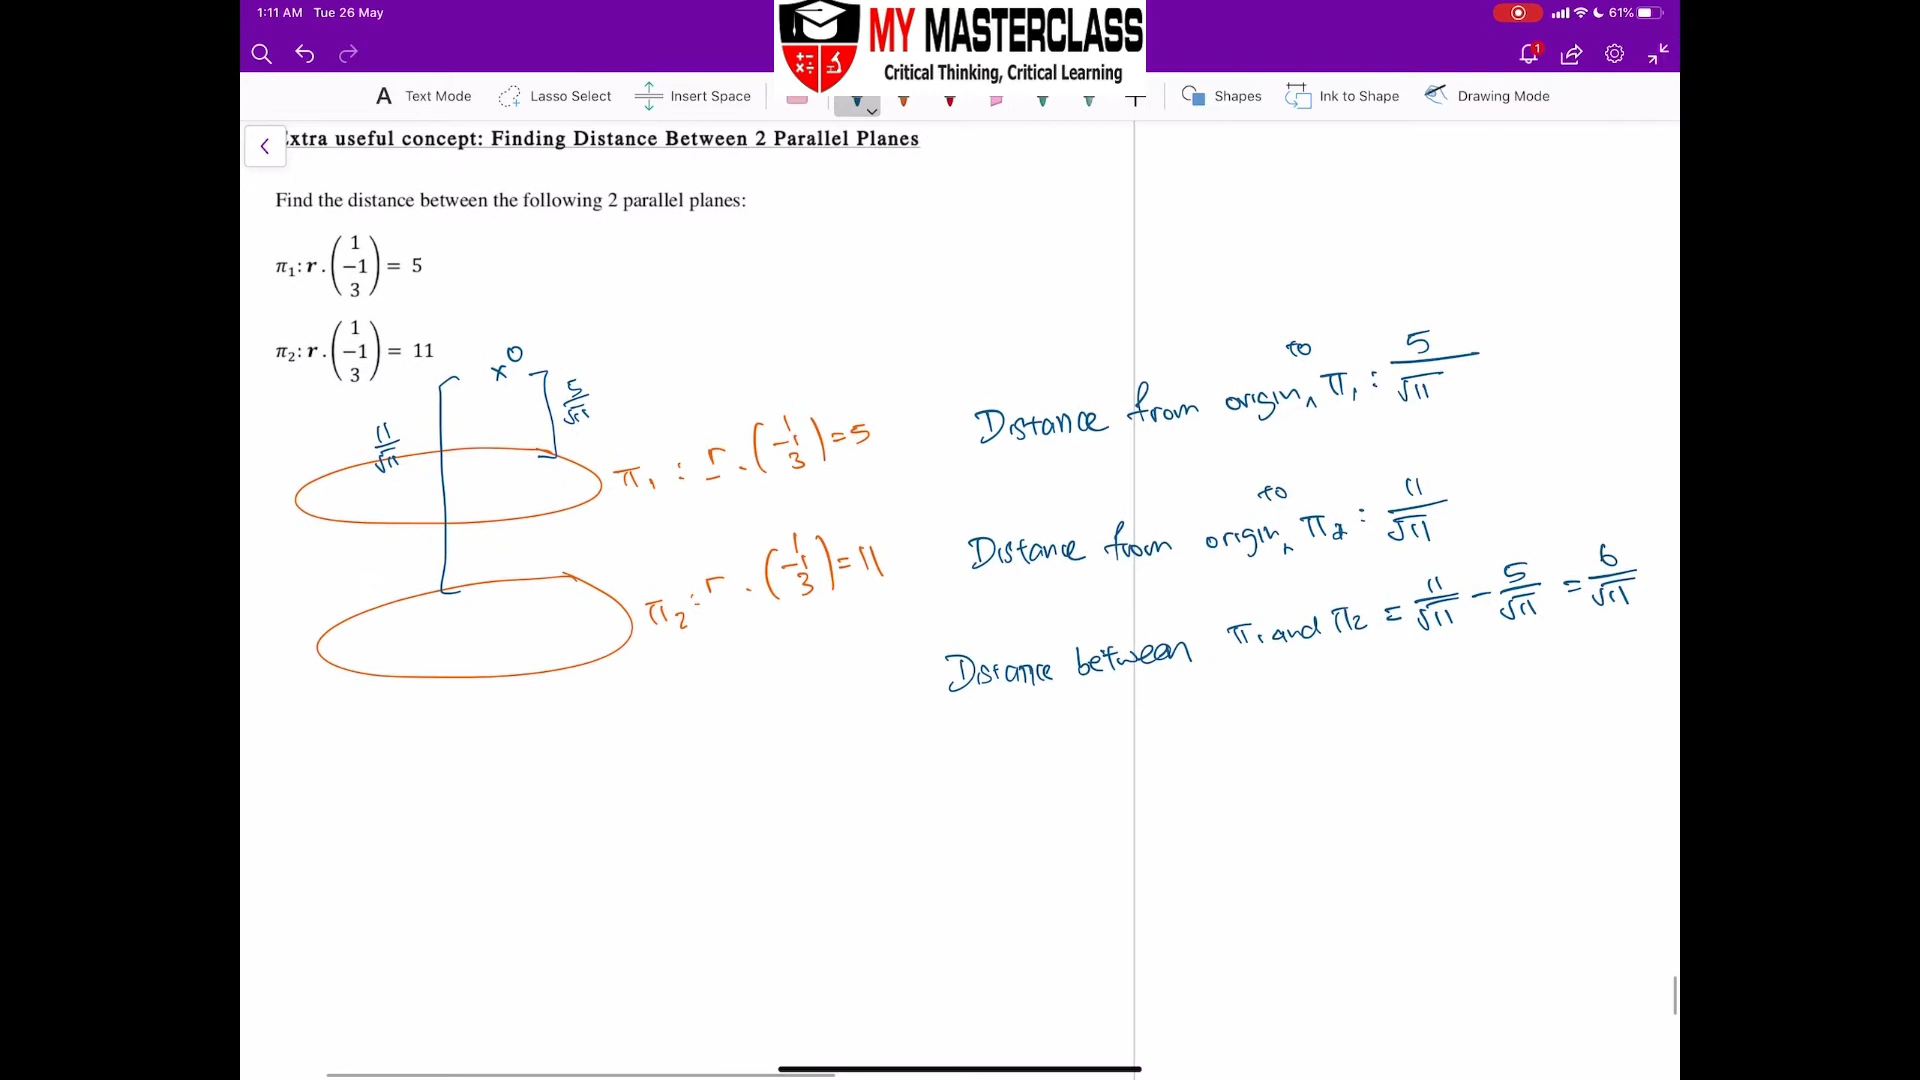 1:11 AM Tue 26 May
61%
MY MASTERCLASS
Critical Thinking, Critical Learning
1
A Text Mode Lasso Select Insert Space Shapes Ink to Shape Drawing Mode
xtra useful concept: Finding Distance Between 2 Parallel Planes
Find the distance between the following 2 parallel planes:
π₁: r . (1 −1 3) = 5
π₂: r . (1 −1 3) = 11
x O
5/√11
11/√11
π₁ : r . (1 -1 3) = 5
π₂ : r . (1 -1 3) = 11
Distance from origin ^ to π₁ : 5/√11
Distance from origin ^ to π₂ : 11/√11
Distance between π₁ and π₂ = 11/√11 - 5/√11 = 6/√11